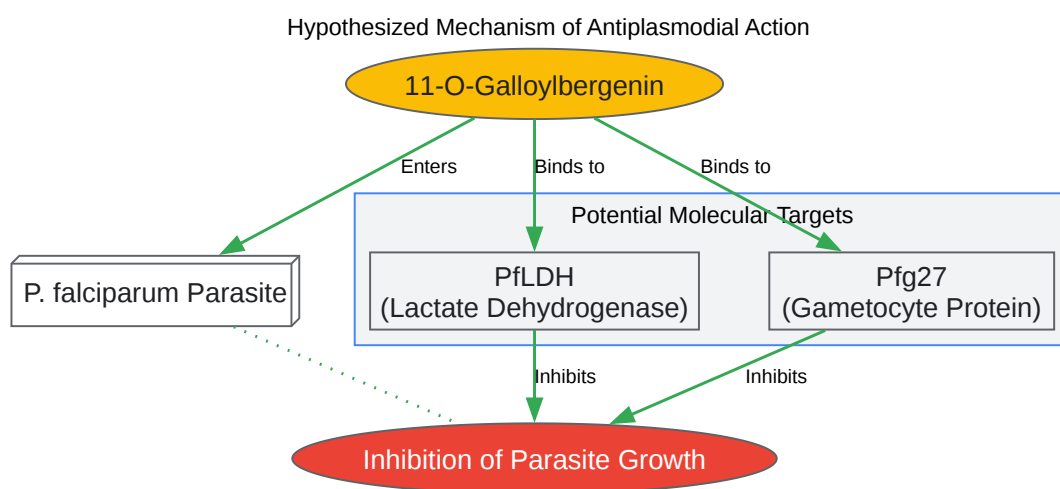 Hypothesized Mechanism of Antiplasmodial Action
11-O-Galloylbergenin
Enters
Binds to
Binds to
Potential Molecular Targets
P. falciparum Parasite
PfLDH
(Lactate Dehydrogenase)
Pfg27
(Gametocyte Protein)
Inhibits
Inhibits
Inhibition of Parasite Growth